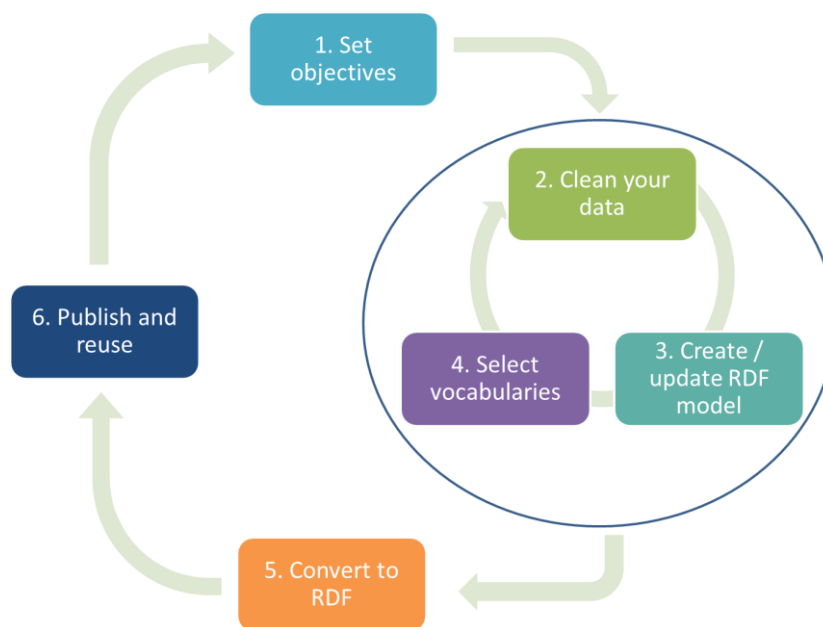 1. Set
objectives
2. Clean your
data
3. Create /
update RDF
model
4. Select
vocabularies
5. Convert to
RDF
6. Publish and
reuse